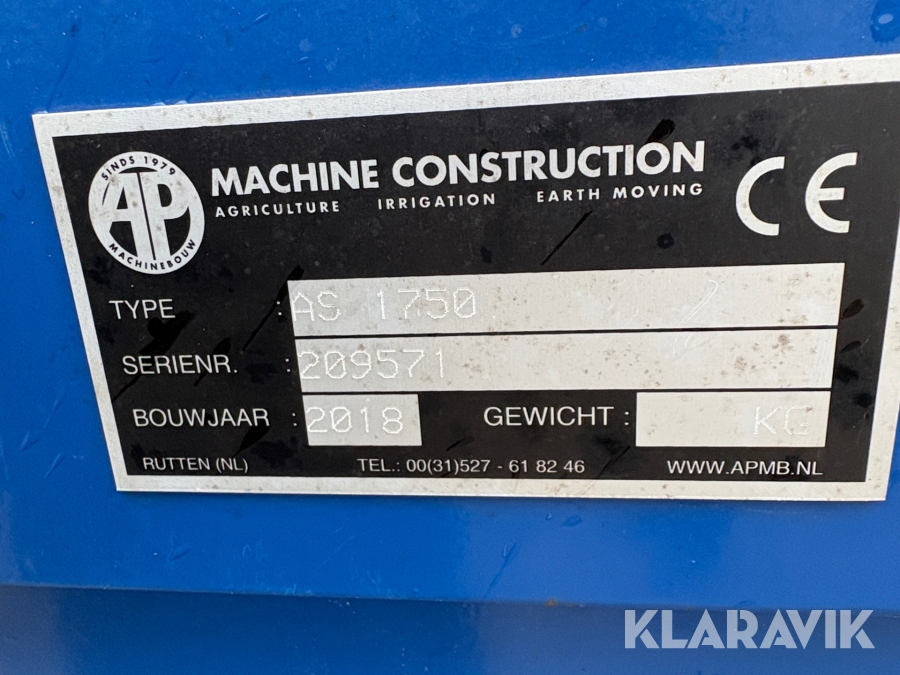 SINDS 1979
AP
MACHINEBOUW
MACHINE CONSTRUCTION
AGRICULTURE IRRIGATION EARTH MOVING
CE
TYPE : AS 1750
SERIENR. : 209571
BOUWJAAR : 2018 GEWICHT : KG
RUTTEN (NL) TEL.: 00(31)527 - 61 82 46 WWW.APMB.NL
KLARAVIK